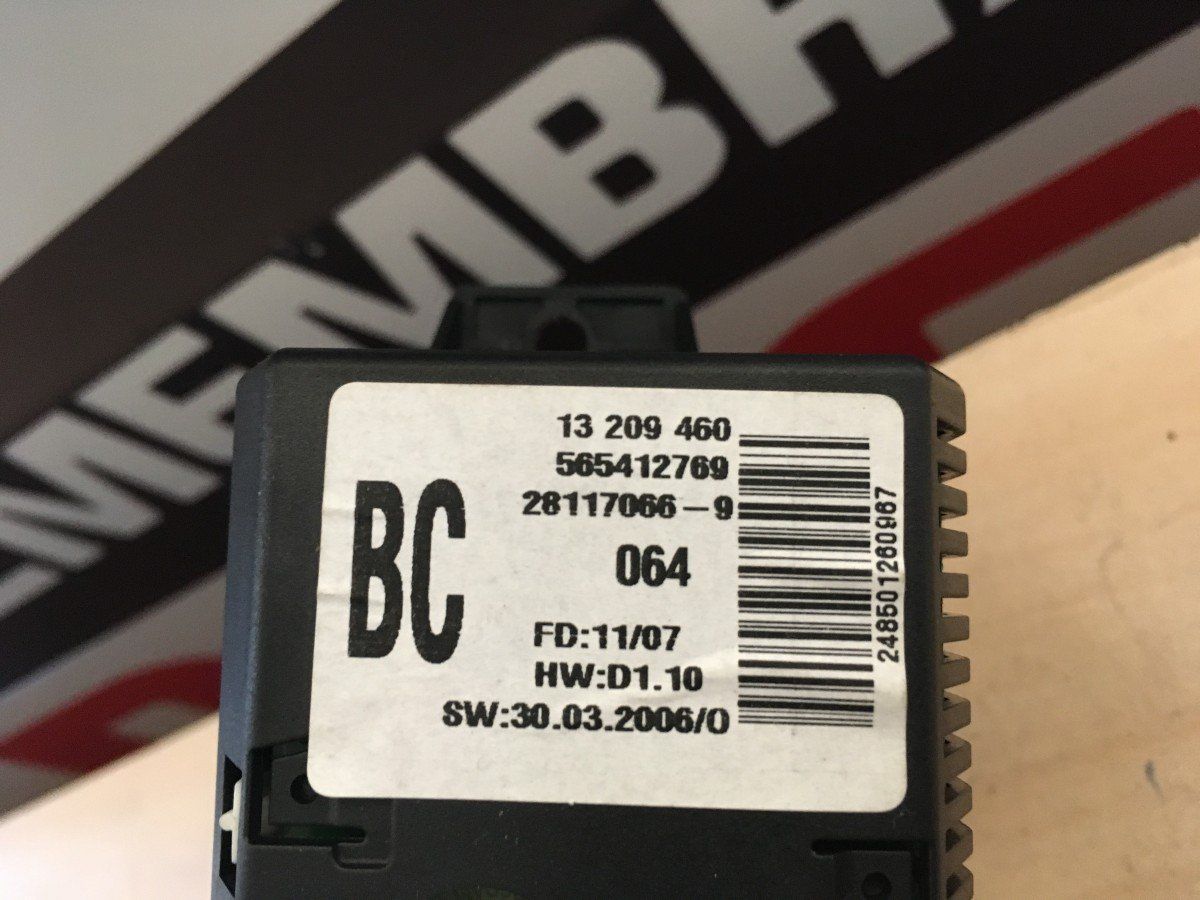 MEMBA
13 209 460
565412769
28117066-9
BC
064
FD:11/07
HW:D1.10
SW:30.03.2006/0
248501260967